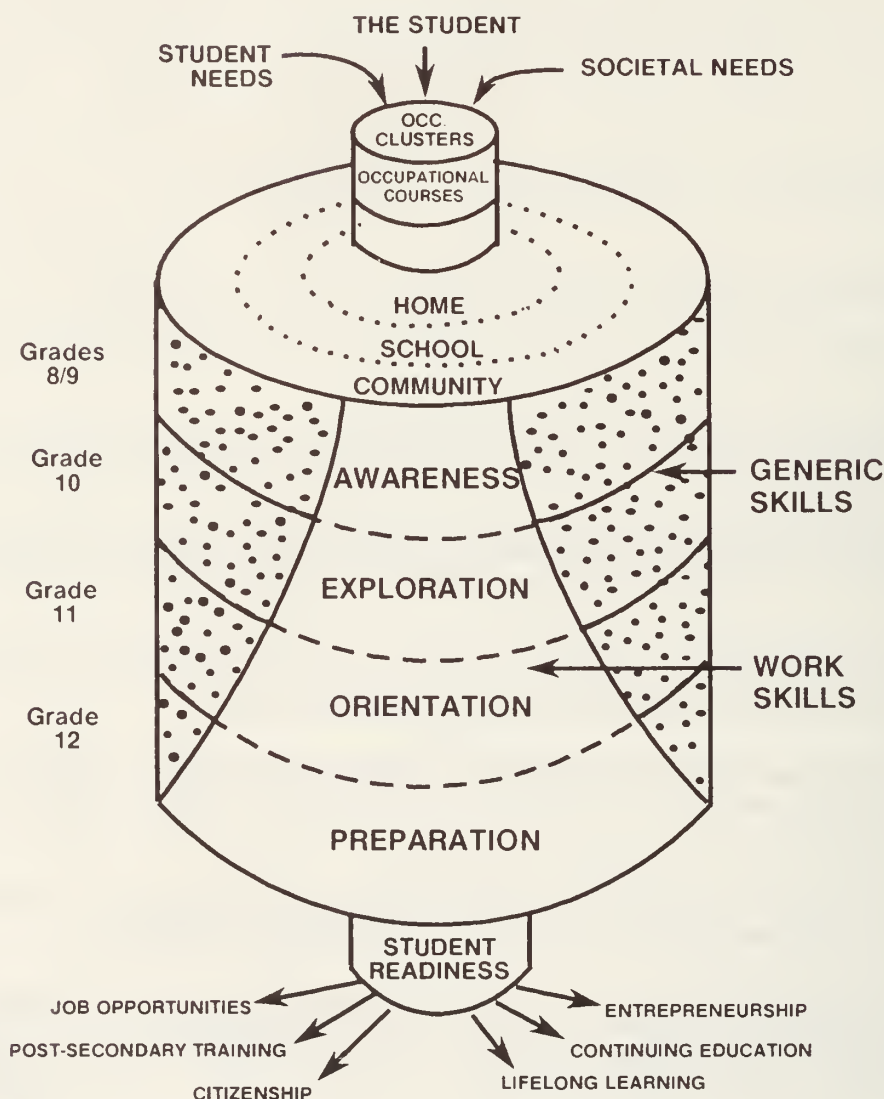 THE STUDENT
STUDENT
NEEDS
SOCIETAL NEEDS
OCC.
CLUSTERS
OCCUPATIONAL
COURSES
HOME
SCHOOL
COMMUNITY
Grades
8/9
AWARENESS
Grade
10
GENERIC
SKILLS
EXPLORATION
Grade
11
WORK
SKILLS
ORIENTATION
Grade
12
PREPARATION
STUDENT
READINESS
JOB OPPORTUNITIES
ENTREPRENEURSHIP
POST-SECONDARY TRAINING
CONTINUING EDUCATION
CITIZENSHIP
LIFELONG LEARNING